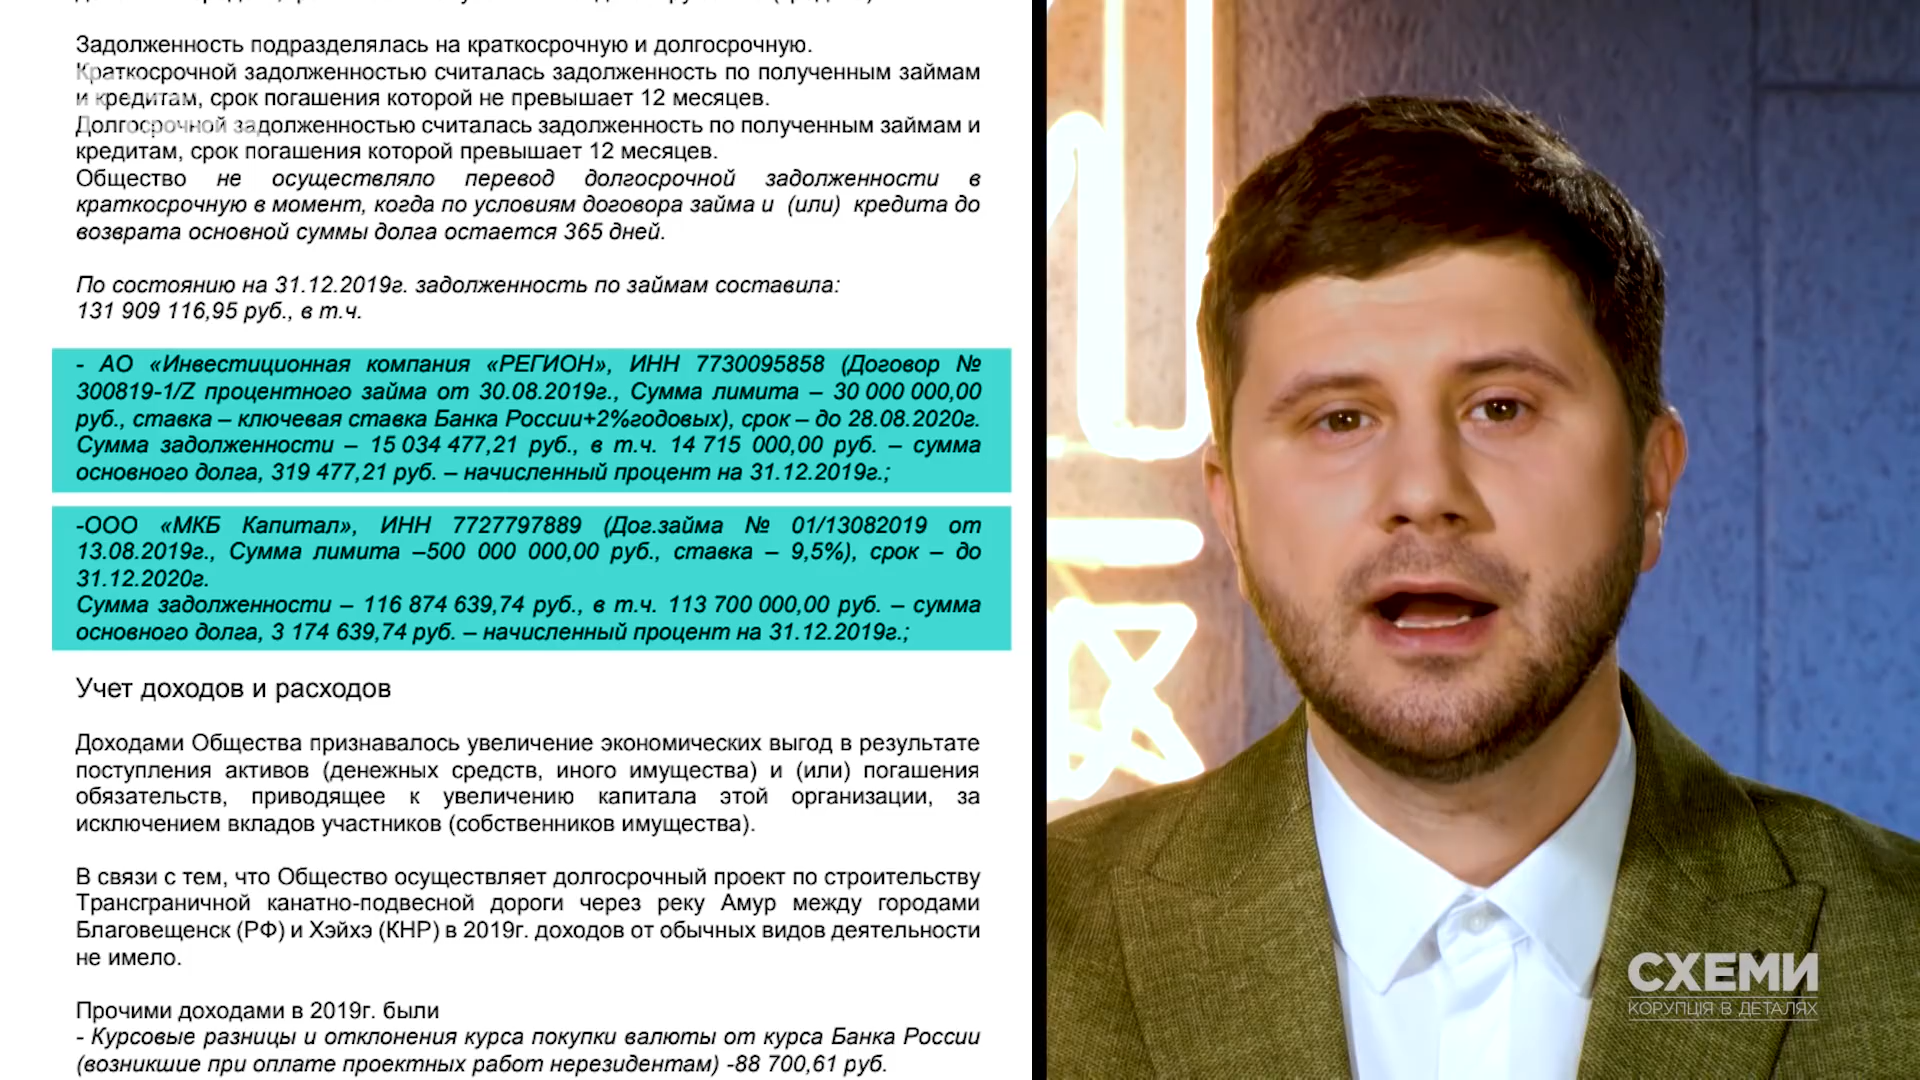 Задолженность подразделялась на краткосрочную и долгосрочную.
Краткосрочной задолженностью считалась задолженность по полученным займам
и кредитам, срок погашения которой не превышает 12 месяцев.
Долгосрочной задолженностью считалась задолженность по полученным займам и
кредитам, срок погашения которой превышает 12 месяцев.
Общество не осуществляло перевод долгосрочной задолженности в
краткосрочную в момент, когда по условиям договора займа и (или) кредита до
возврата основной суммы долга остается 365 дней.
По состоянию на 31.12.2019г. задолженность по займам составила:
131 909 116,95 руб., в т.ч.
- АО «Инвестиционная компания «РЕГИОН», ИНН 7730095858 (Договор №
300819-1/Z процентного займа от 30.08.2019г., Сумма лимита – 30 000 000,00
руб., ставка – ключевая ставка Банка России+2%годовых), срок – до 28.08.2020г.
Сумма задолженности – 15 034 477,21 руб., в т.ч. 14 715 000,00 руб. – сумма
основного долга, 319 477,21 руб. – начисленный процент на 31.12.2019г.;
-ООО «МКБ Капитал», ИНН 7727797889 (Дог.займа № 01/13082019 от
13.08.2019г., Сумма лимита –500 000 000,00 руб., ставка – 9,5%), срок – до
31.12.2020г.
Сумма задолженности – 116 874 639,74 руб., в т.ч. 113 700 000,00 руб. – сумма
основного долга, 3 174 639,74 руб. – начисленный процент на 31.12.2019г.;
Учет доходов и расходов
Доходами Общества признавалось увеличение экономических выгод в результате
поступления активов (денежных средств, иного имущества) и (или) погашения
обязательств, приводящее к увеличению капитала этой организации, за
исключением вкладов участников (собственников имущества).
В связи с тем, что Общество осуществляет долгосрочный проект по строительству
Трансграничной канатно-подвесной дороги через реку Амур между городами
Благовещенск (РФ) и Хэйхэ (КНР) в 2019г. доходов от обычных видов деятельности
не имело.
Прочими доходами в 2019г. были
- Курсовые разницы и отклонения курса покупки валюты от курса Банка России
(возникшие при оплате проектных работ нерезидентам) -88 700,61 руб.
СХЕМИ
КОРУПЦІЯ В ДЕТАЛЯХ